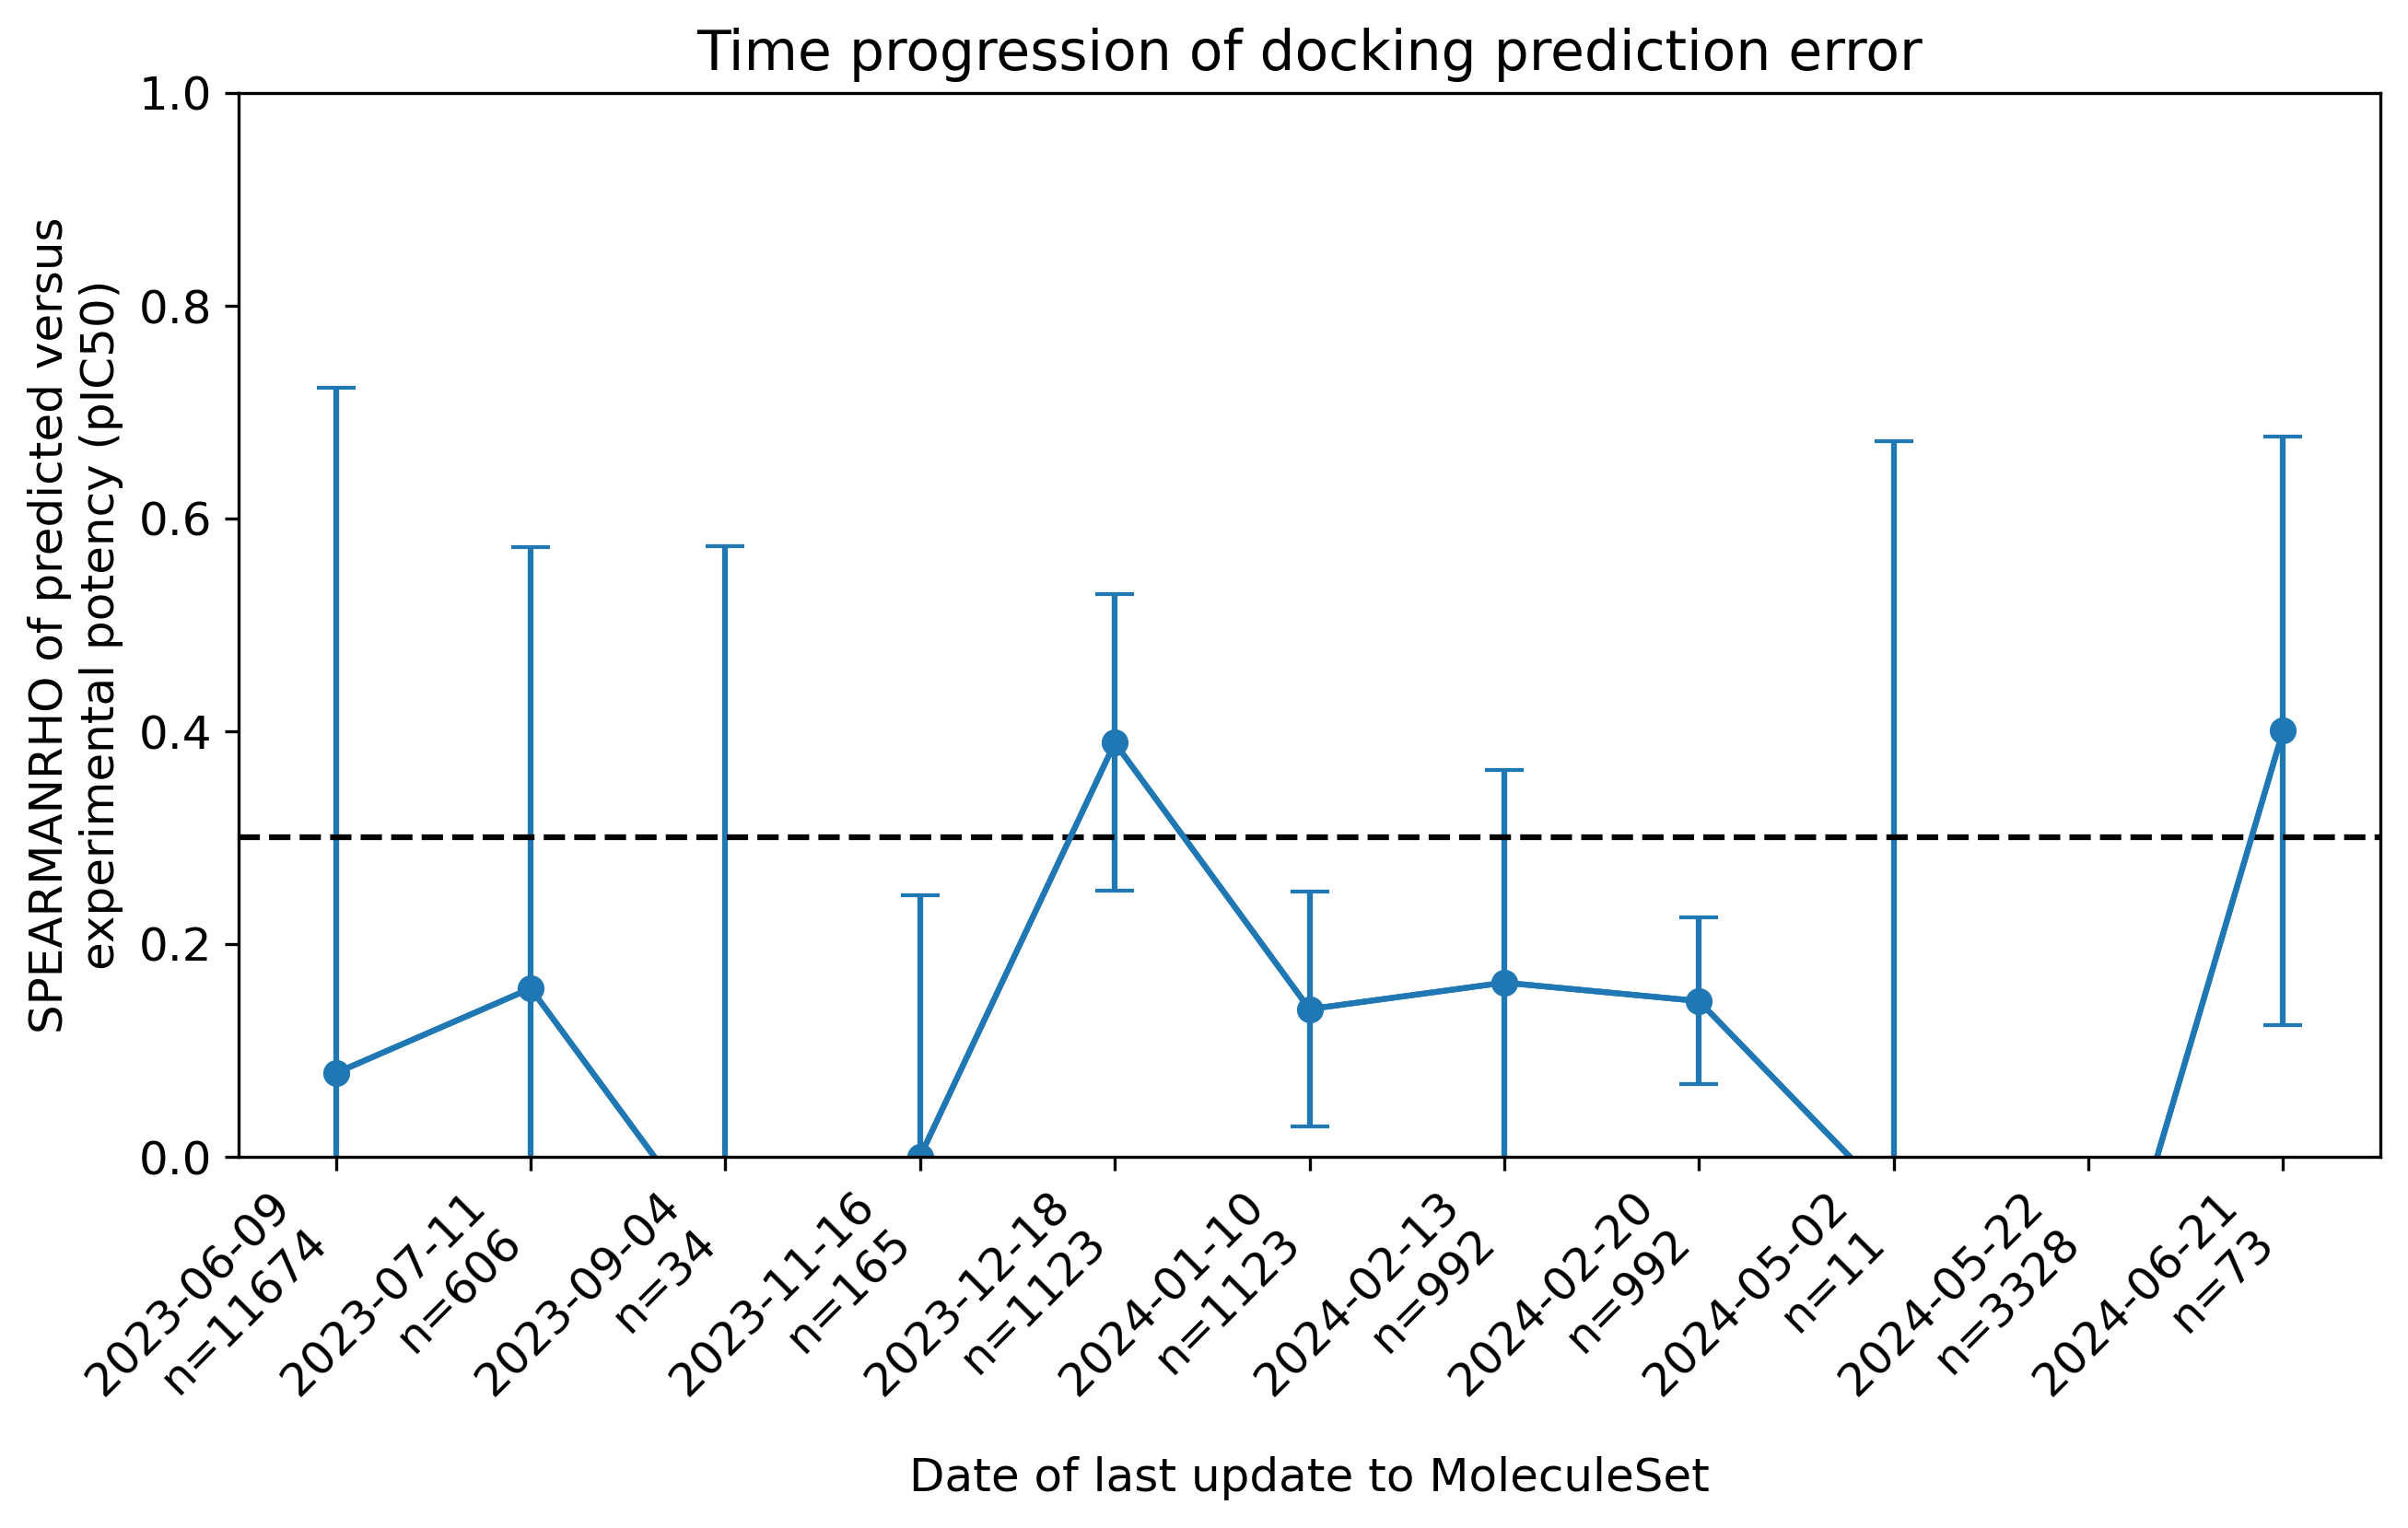 Time progression of docking prediction error
SPEARMANRHO of predicted versus
experimental potency (pIC50)
1.0
0.8
0.6
0.4
0.2
0.0
2023-06-09
n=11674
2023-07-11
n=606
2023-09-04
n=34
2023-11-16
n=165
2023-12-18
n=1123
2024-01-10
n=1123
2024-02-13
n=992
2024-02-20
n=992
2024-05-02
n=11
2024-05-22
n=3328
2024-06-21
n=73
Date of last update to MoleculeSet